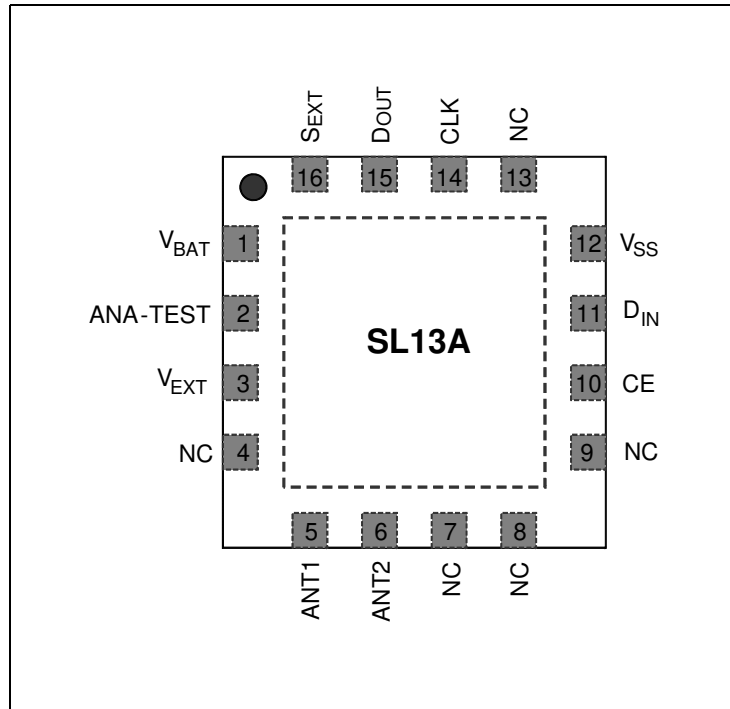 SEXT DOUT CLK NC
16 15 14 13
VBAT 1
ANA-TEST 2
VEXT 3
NC 4
SL13A
12 VSS
11 DIN
10 CE
9 NC
5 6 7 8
ANT1 ANT2 NC NC